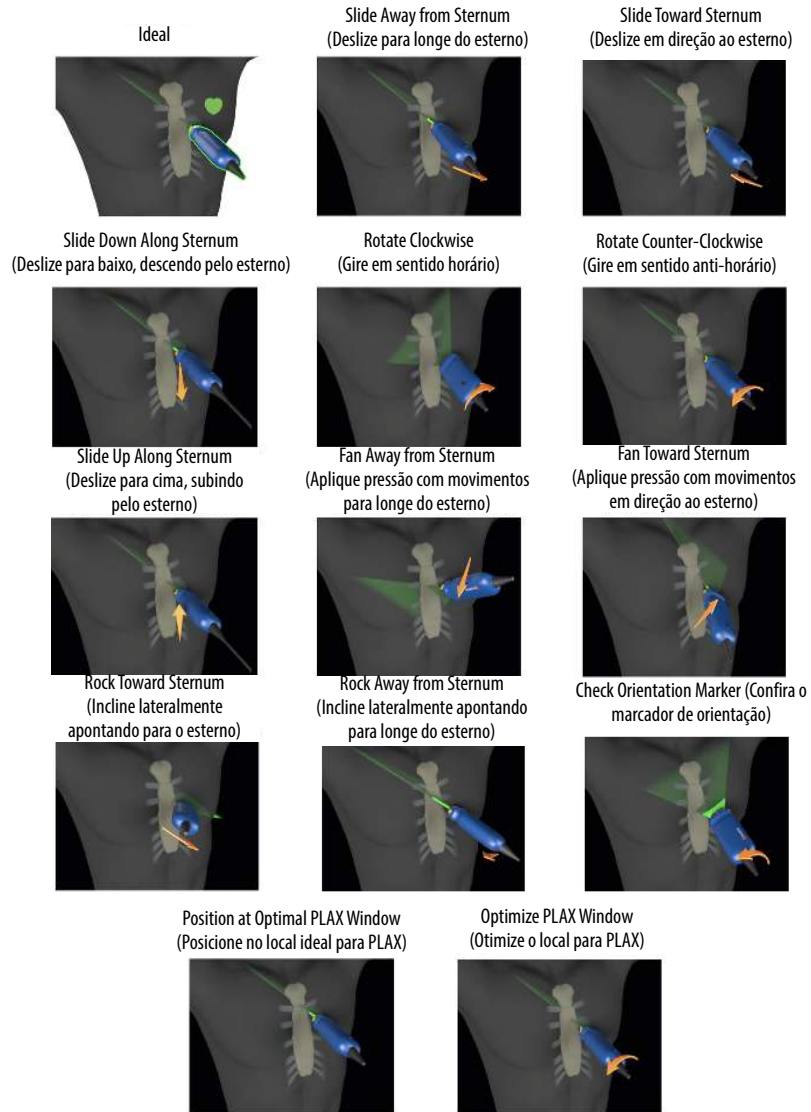 Ideal
Slide Away from Sternum
(Deslize para longe do esterno)
Slide Toward Sternum
(Deslize em direção ao esterno)
Slide Down Along Sternum
(Deslize para baixo, descendo pelo esterno)
Rotate Clockwise
(Gire em sentido horário)
Rotate Counter-Clockwise
(Gire em sentido anti-horário)
Slide Up Along Sternum
(Deslize para cima, subindo
pelo esterno)
Fan Away from Sternum
(Aplique pressão com movimentos
para longe do esterno)
Fan Toward Sternum
(Aplique pressão com movimentos
em direção ao esterno)
Rock Toward Sternum
(Incline lateralmente
apontando para o esterno)
Rock Away from Sternum
(Incline lateralmente apontando
para longe do esterno)
Check Orientation Marker (Confira o
marcador de orientação)
Position at Optimal PLAX Window
(Posicione no local ideal para PLAX)
Optimize PLAX Window
(Otimize o local para PLAX)